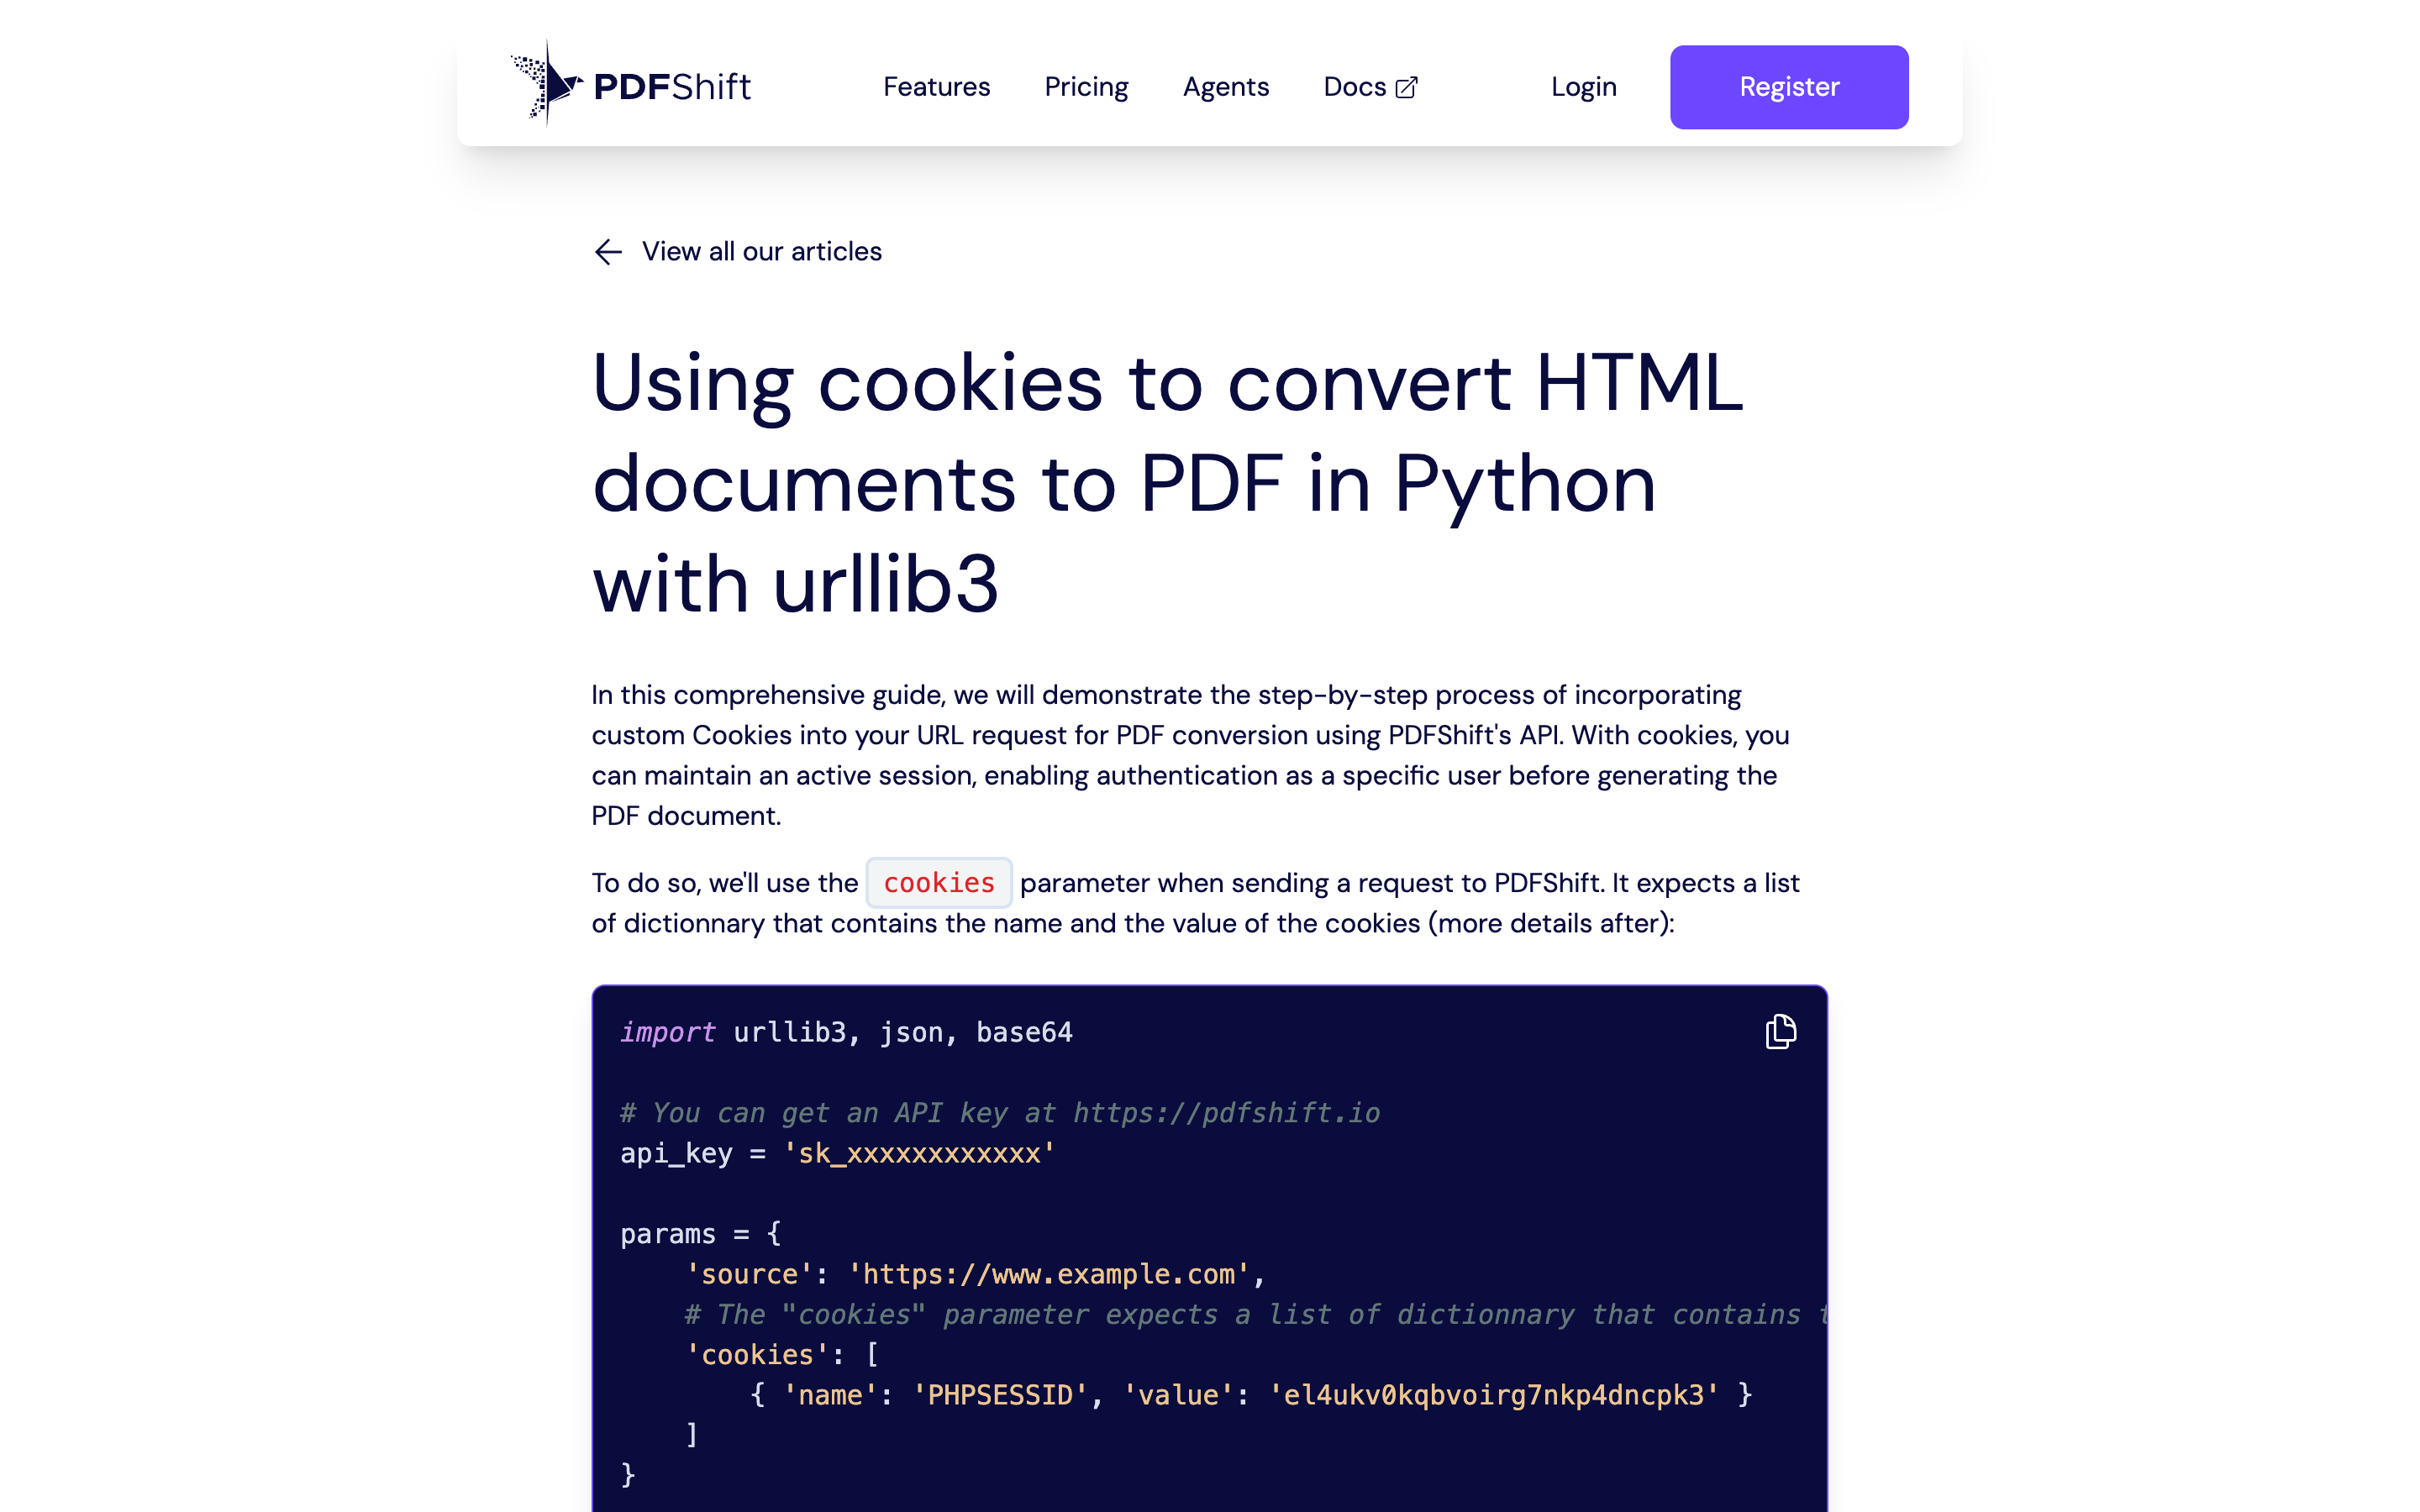 PDFShift
Features
Pricing
Agents
Docs
Login
Register
View all our articles
Using cookies to convert HTML
documents to PDF in Python
with urllib3
In this comprehensive guide, we will demonstrate the step-by-step process of incorporating
custom Cookies into your URL request for PDF conversion using PDFShift's API. With cookies, you
can maintain an active session, enabling authentication as a specific user before generating the
PDF document.
To do so, we'll use the cookies parameter when sending a request to PDFShift. It expects a list
of dictionnary that contains the name and the value of the cookies (more details after):
import urllib3, json, base64
# You can get an API key at https://pdfshift.io
api_key = 'sk_xxxxxxxxxxxx'
params = {
    'source': 'https://www.example.com',
    # The "cookies" parameter expects a list of dictionnary that contains
    'cookies': [
        { 'name': 'PHPSESSID', 'value': 'el4ukv0kqbvoirg7nkp4dncpk3' }
    ]
}